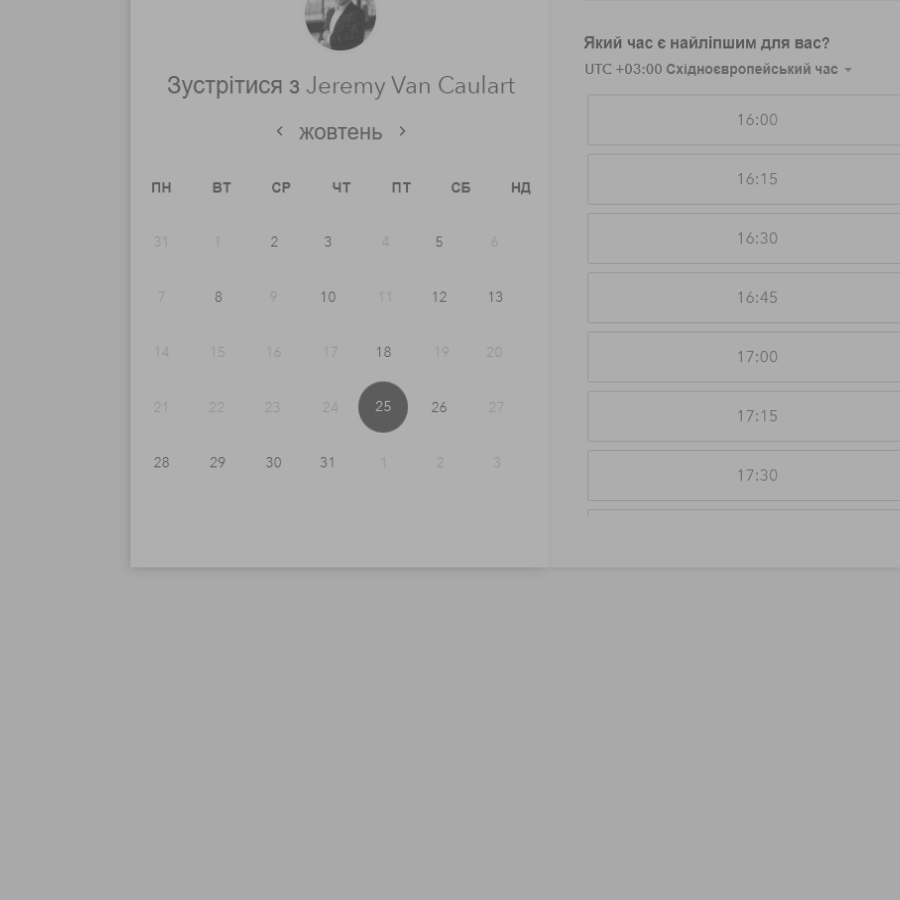 Зустрітися з Jeremy Van Caulart
жовтень
ПН ВТ СР ЧТ ПТ СБ НД
31 1 2 3 4 5 6
7 8 9 10 11 12 13
14 15 16 17 18 19 20
21 22 23 24 25 26 27
28 29 30 31 1 2 3
Який час є найліпшим для вас?
UTC +03:00 Східноєвропейський час
16:00
16:15
16:30
16:45
17:00
17:15
17:30